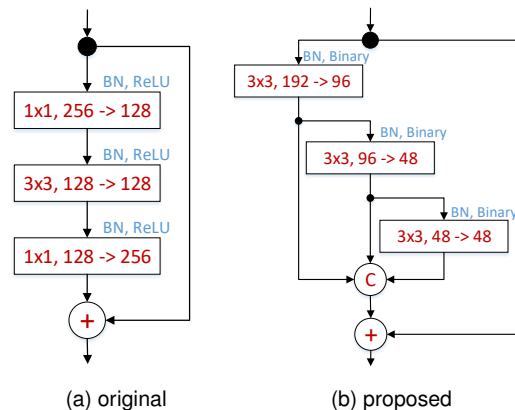 BN, ReLU
1x1, 256 -> 128
BN, ReLU
3x3, 128 -> 128
BN, ReLU
1x1, 128 -> 256
+
(a) original
BN, Binary
3x3, 192 -> 96
BN, Binary
3x3, 96 -> 48
BN, Binary
3x3, 48 -> 48
C
+
(b) proposed